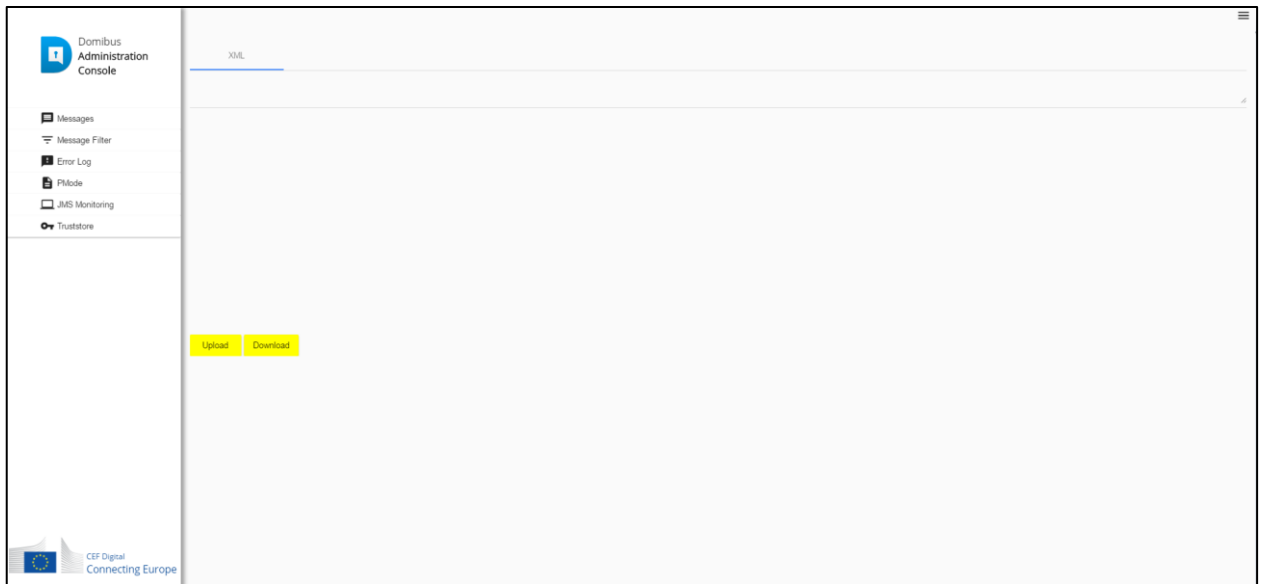 Domibus
Administration
Console
XML
Messages
Message Filter
Error Log
PMode
JMS Monitoring
Truststore
Upload Download
CEF Digital
Connecting Europe